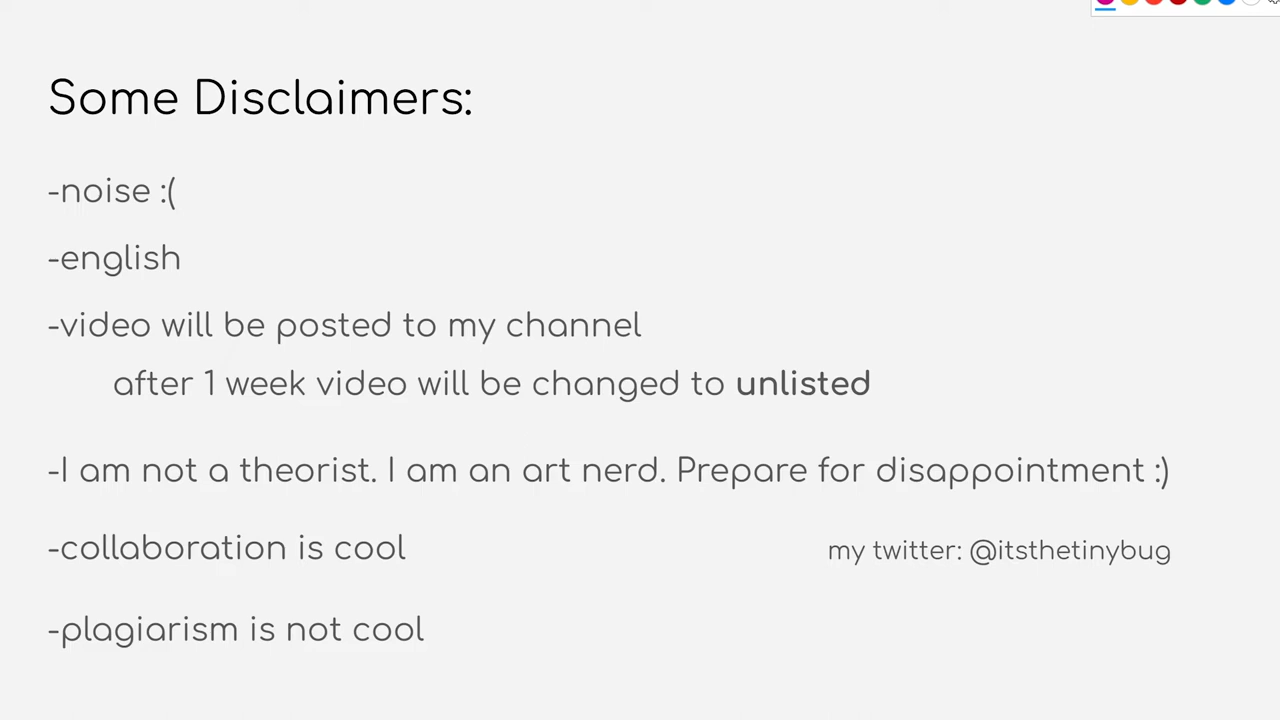 Some Disclaimers:
-noise :(
-english
-video will be posted to my channel
after 1 week video will be changed to unlisted
-I am not a theorist. I am an art nerd. Prepare for disappointment :)
-collaboration is cool
my twitter: @itsthetinybug
-plagiarism is not cool